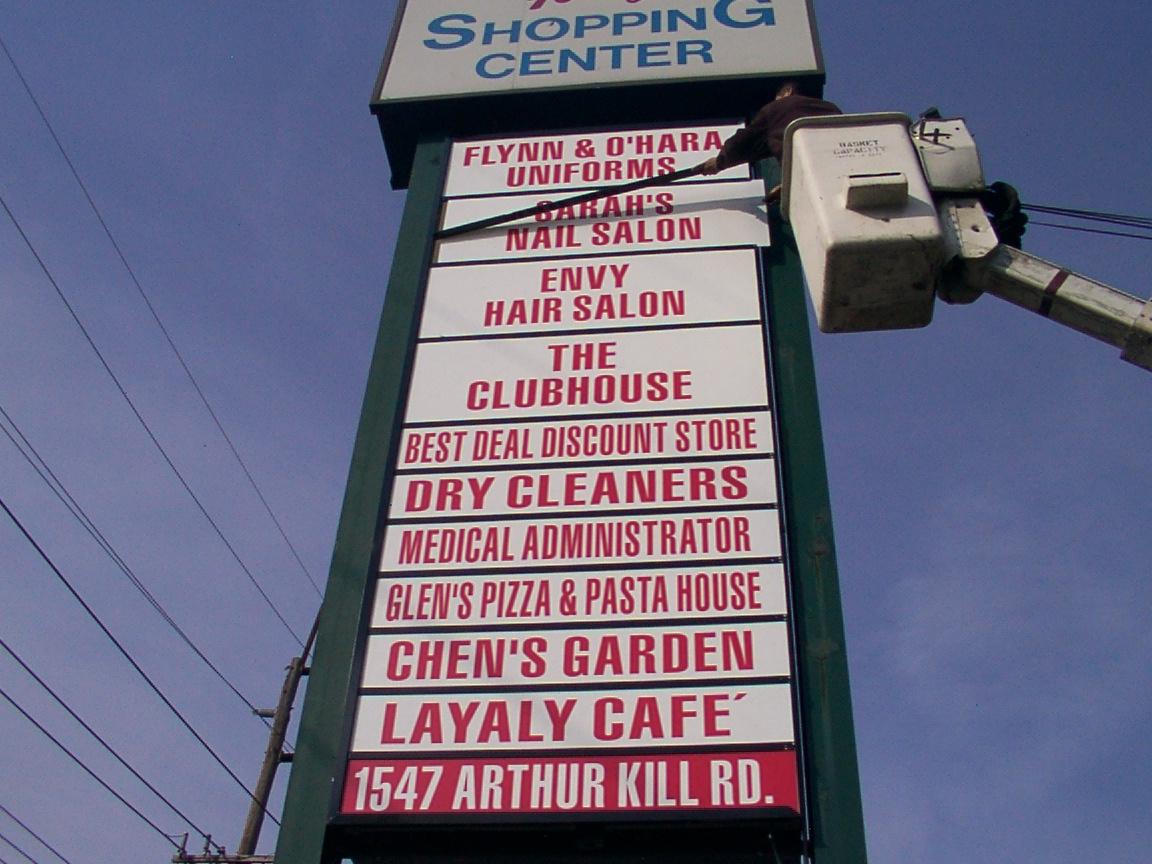 SHOPPING
CENTER
FLYNN & O'HARA
UNIFORMS
SARAH'S
NAIL SALON
ENVY
HAIR SALON
THE
CLUBHOUSE
BEST DEAL DISCOUNT STORE
DRY CLEANERS
MEDICAL ADMINISTRATOR
GLEN'S PIZZA & PASTA HOUSE
CHEN'S GARDEN
LAYALY CAFE´
1547 ARTHUR KILL RD.
BASKET
CAPACITY
4